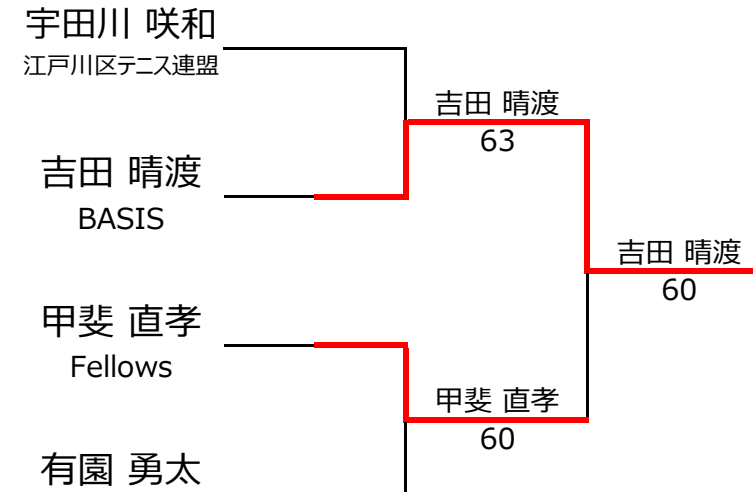 宇田川 咲和
江戸川区テニス連盟
吉田 晴渡
63
吉田 晴渡
BASIS
吉田 晴渡
60
甲斐 直孝
Fellows
甲斐 直孝
60
有園 勇太